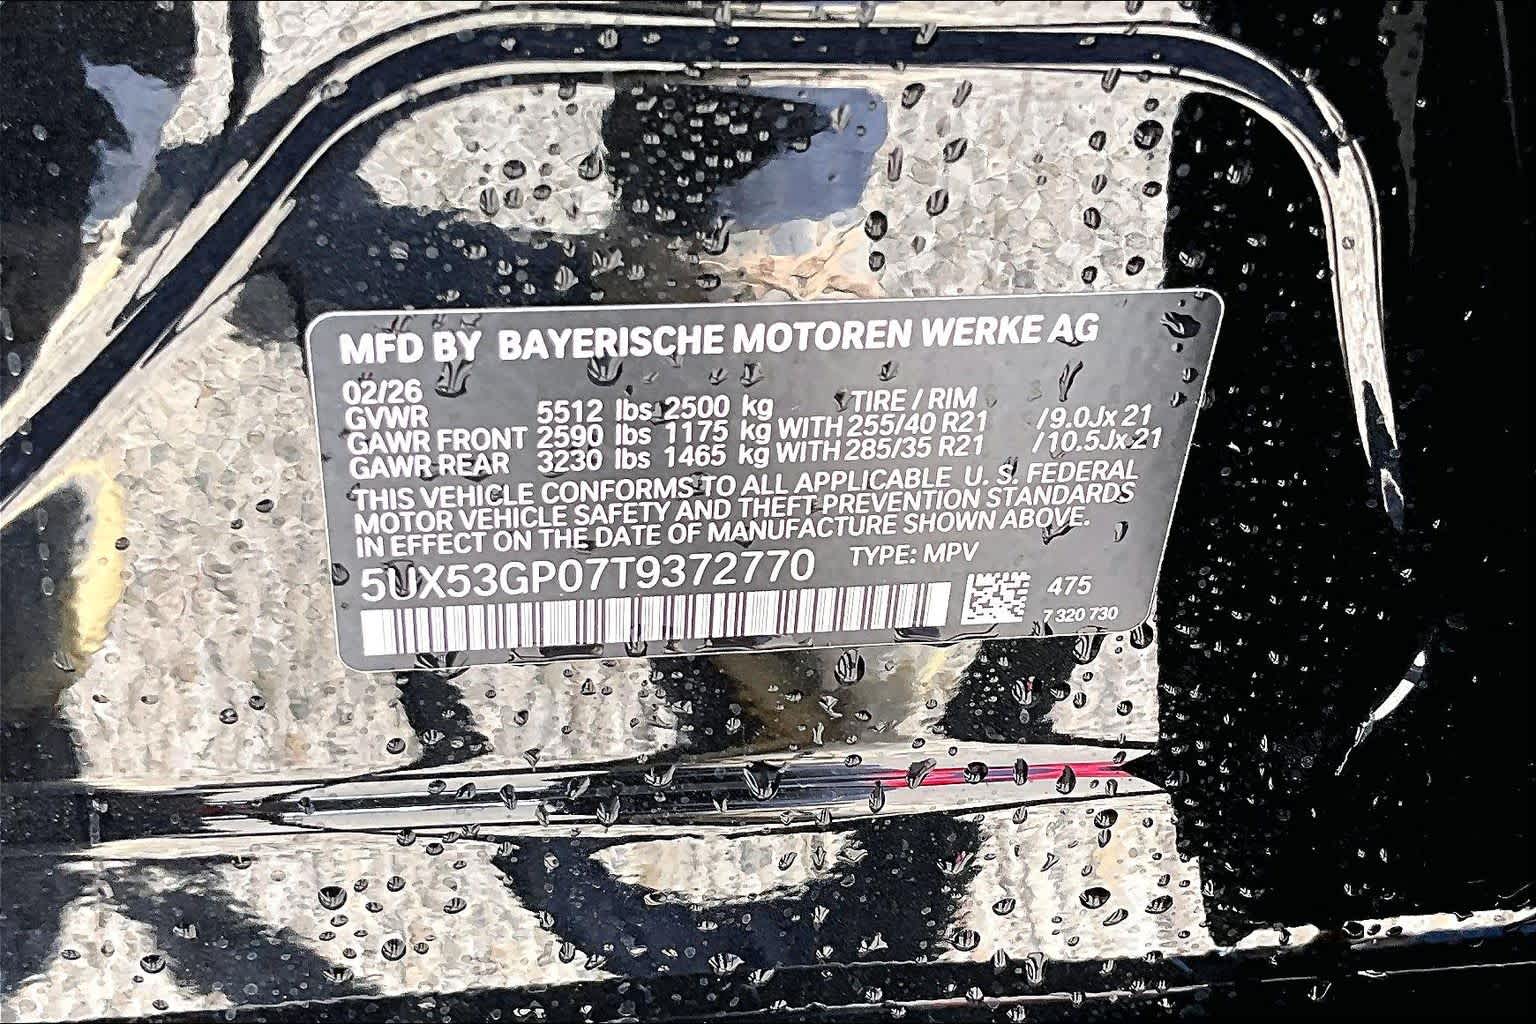 MFD BY BAYERISCHE MOTOREN WERKE AG
02/26 TIRE / RIM
GVWR 5512 lbs 2500 kg
GAWR FRONT 2590 lbs 1175 kg WITH 255/40 R21 /9.0Jx 21
GAWR REAR 3230 lbs 1465 kg WITH 285/35 R21 /10.5Jx 21
THIS VEHICLE CONFORMS TO ALL APPLICABLE U. S. FEDERAL
MOTOR VEHICLE SAFETY AND THEFT PREVENTION STANDARDS
IN EFFECT ON THE DATE OF MANUFACTURE SHOWN ABOVE.
5UX53GP07T9372770 TYPE: MPV
475
7 320 730